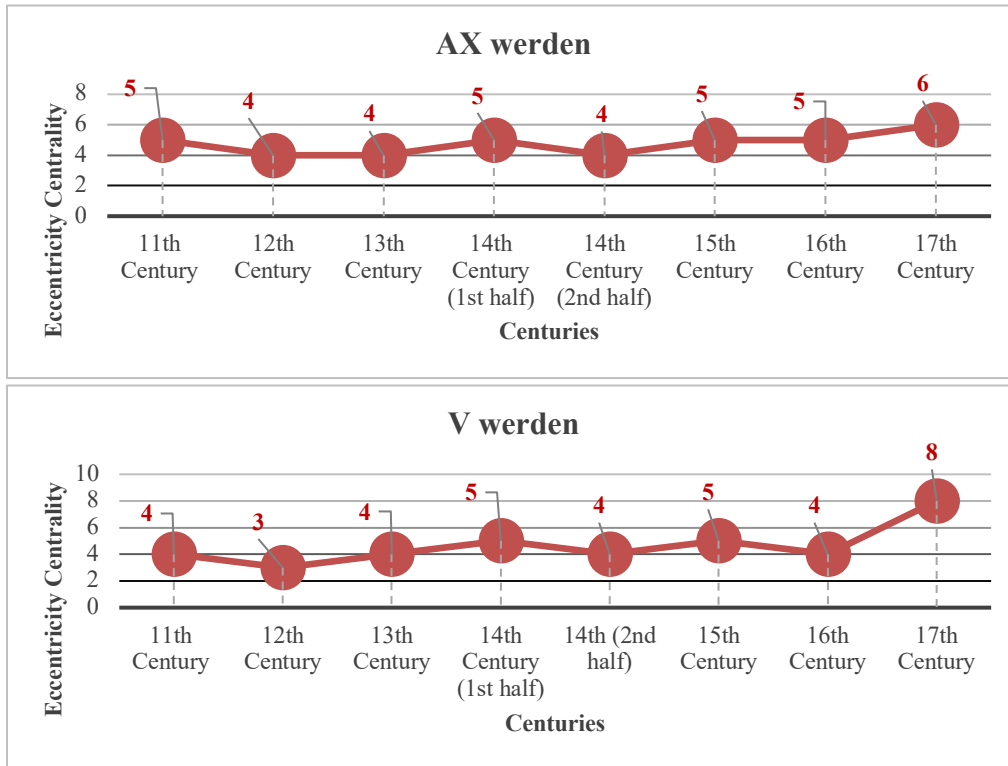 AX werden
5 4 4 5 4 5 5 6
8
6
4
2
0
Eccentricity Centrality
11th 12th 13th 14th 14th 15th 16th 17th
Century Century Century Century Century Century Century Century
(1st half) (2nd half)
Centuries
V werden
4 3 4 5 4 5 4 8
10
8
6
4
2
0
Eccentricity Centrality
11th 12th 13th 14th 14th (2nd 15th 16th 17th
Century Century Century Century half) Century Century Century
(1st half)
Centuries